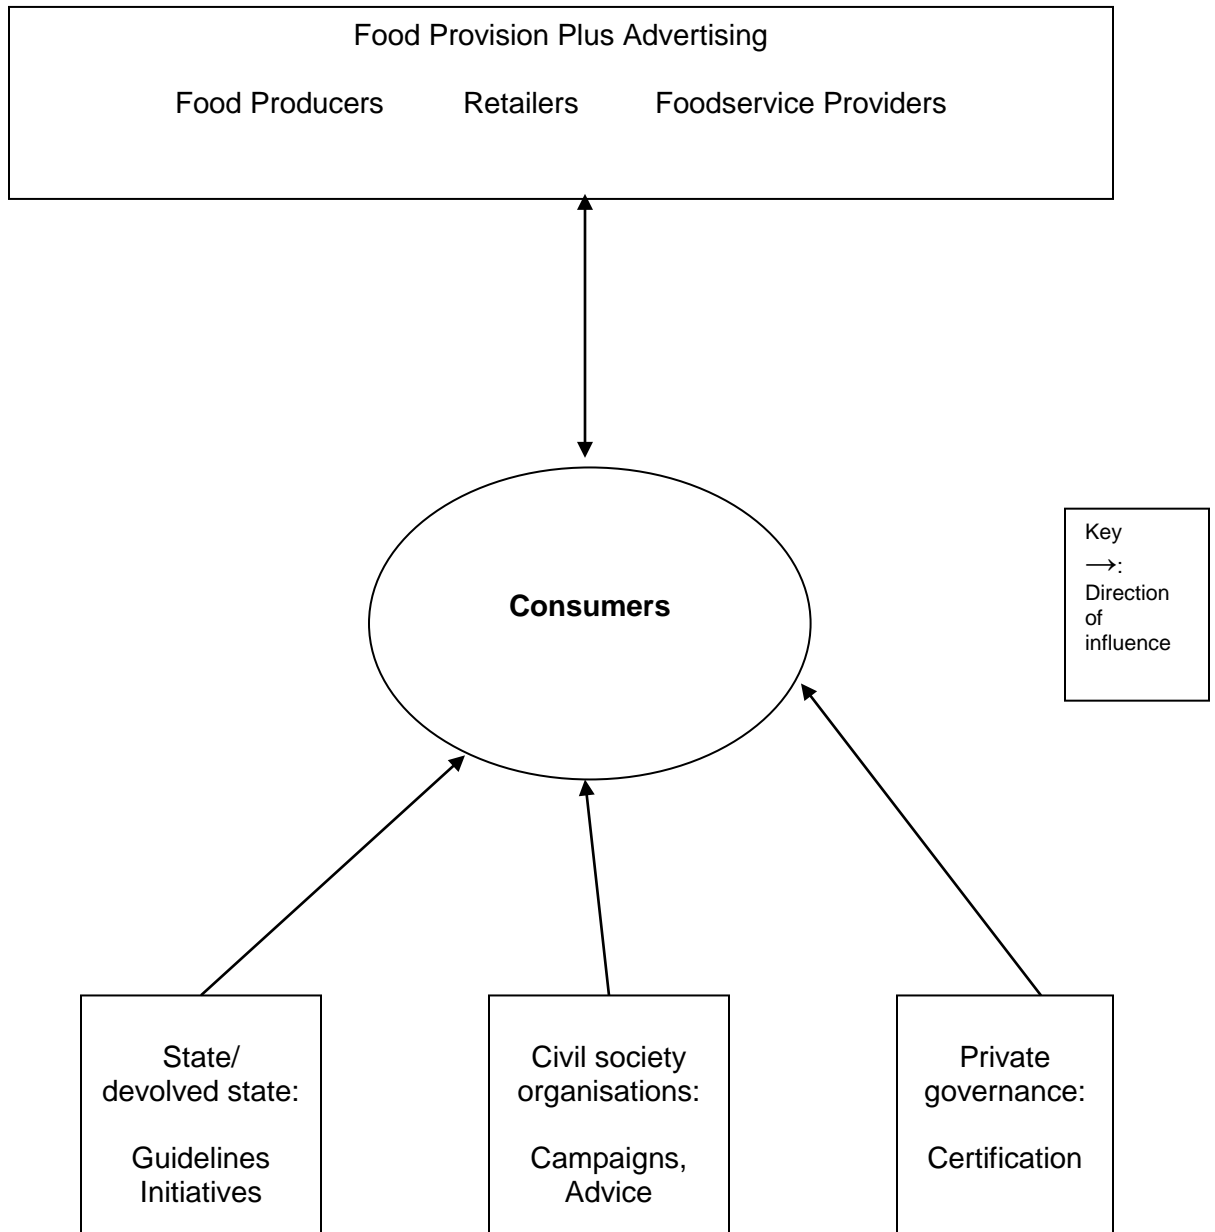 Food Provision Plus Advertising
Food Producers Retailers Foodservice Providers
Consumers
Key
→:
Direction
of
influence
State/
devolved state:
Guidelines
Initiatives
Civil society
organisations:
Campaigns,
Advice
Private
governance:
Certification